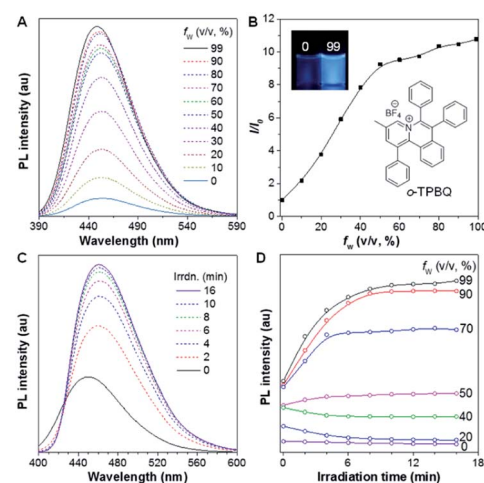 A
PL intensity (au)
fW (v/v, %)
99
90
80
70
60
50
40
30
20
10
0
390 430 470 510 550 590
Wavelength (nm)
B
I/I0
12
10
8
6
4
2
0
0 99
BF4
⊖
N
+
o-TPBQ
0 20 40 60 80 100
fW (v/v, %)
C
PL intensity (au)
Irrdn. (min)
16
10
8
6
4
2
0
400 440 480 520 560 600
Wavelength (nm)
D
PL intensity (au)
fW (v/v, %)
99
90
70
50
40
20
0
0 6 12 18
Irradiation time (min)